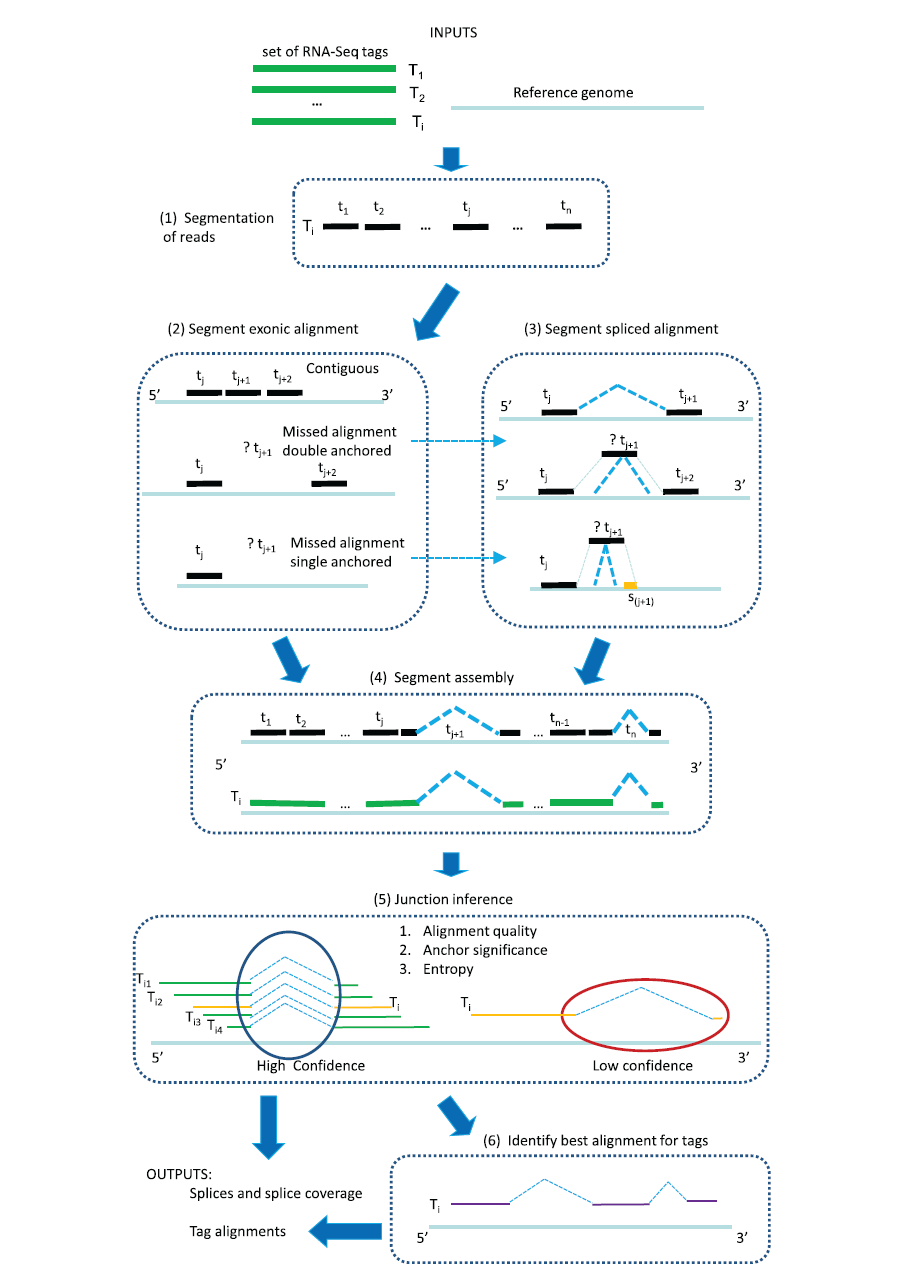 INPUTS
set of RNA-Seq tags
T1
T2
...
Ti
Reference genome
(1) Segmentation
of reads
Ti
t1 t2 ... tj ... tn
(2) Segment exonic alignment
Contiguous
tj tj+1 tj+2
5’ 3’
Missed alignment
double anchored
? tj+1
tj tj+2
Missed alignment
single anchored
? tj+1
tj
(3) Segment spliced alignment
tj tj+1
5’ 3’
? tj+1
tj tj+2
5’ 3’
? tj+1
tj
s(j+1)
(4) Segment assembly
t1 t2 ... tj tj+1 ... tn-1 tn
5’ 3’
Ti ... ...
(5) Junction inference
1. Alignment quality
2. Anchor significance
3. Entropy
Ti1
Ti2
Ti3
Ti4
Ti
Ti
5’ 3’
High Confidence
Low confidence
(6) Identify best alignment for tags
Ti
5’ 3’
OUTPUTS:
Splices and splice coverage
Tag alignments